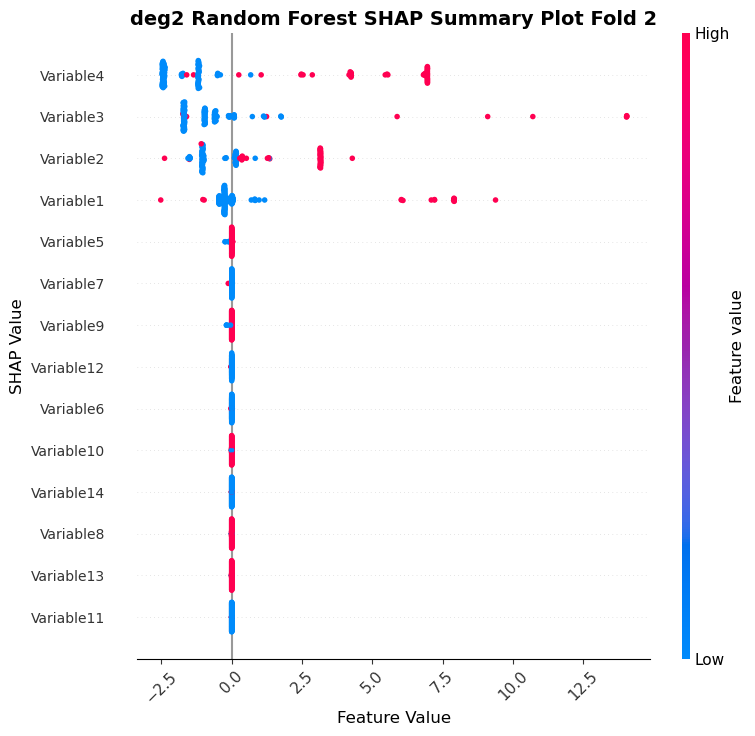 deg2 Random Forest SHAP Summary Plot Fold 2
High
Variable4
Variable3
Variable2
Variable1
Variable5
Variable7
Variable9
Variable12
Variable6
Variable10
Variable14
Variable8
Variable13
Variable11
SHAP Value
Feature value
Low
−2.5
0.0
2.5
5.0
7.5
10.0
12.5
Feature Value